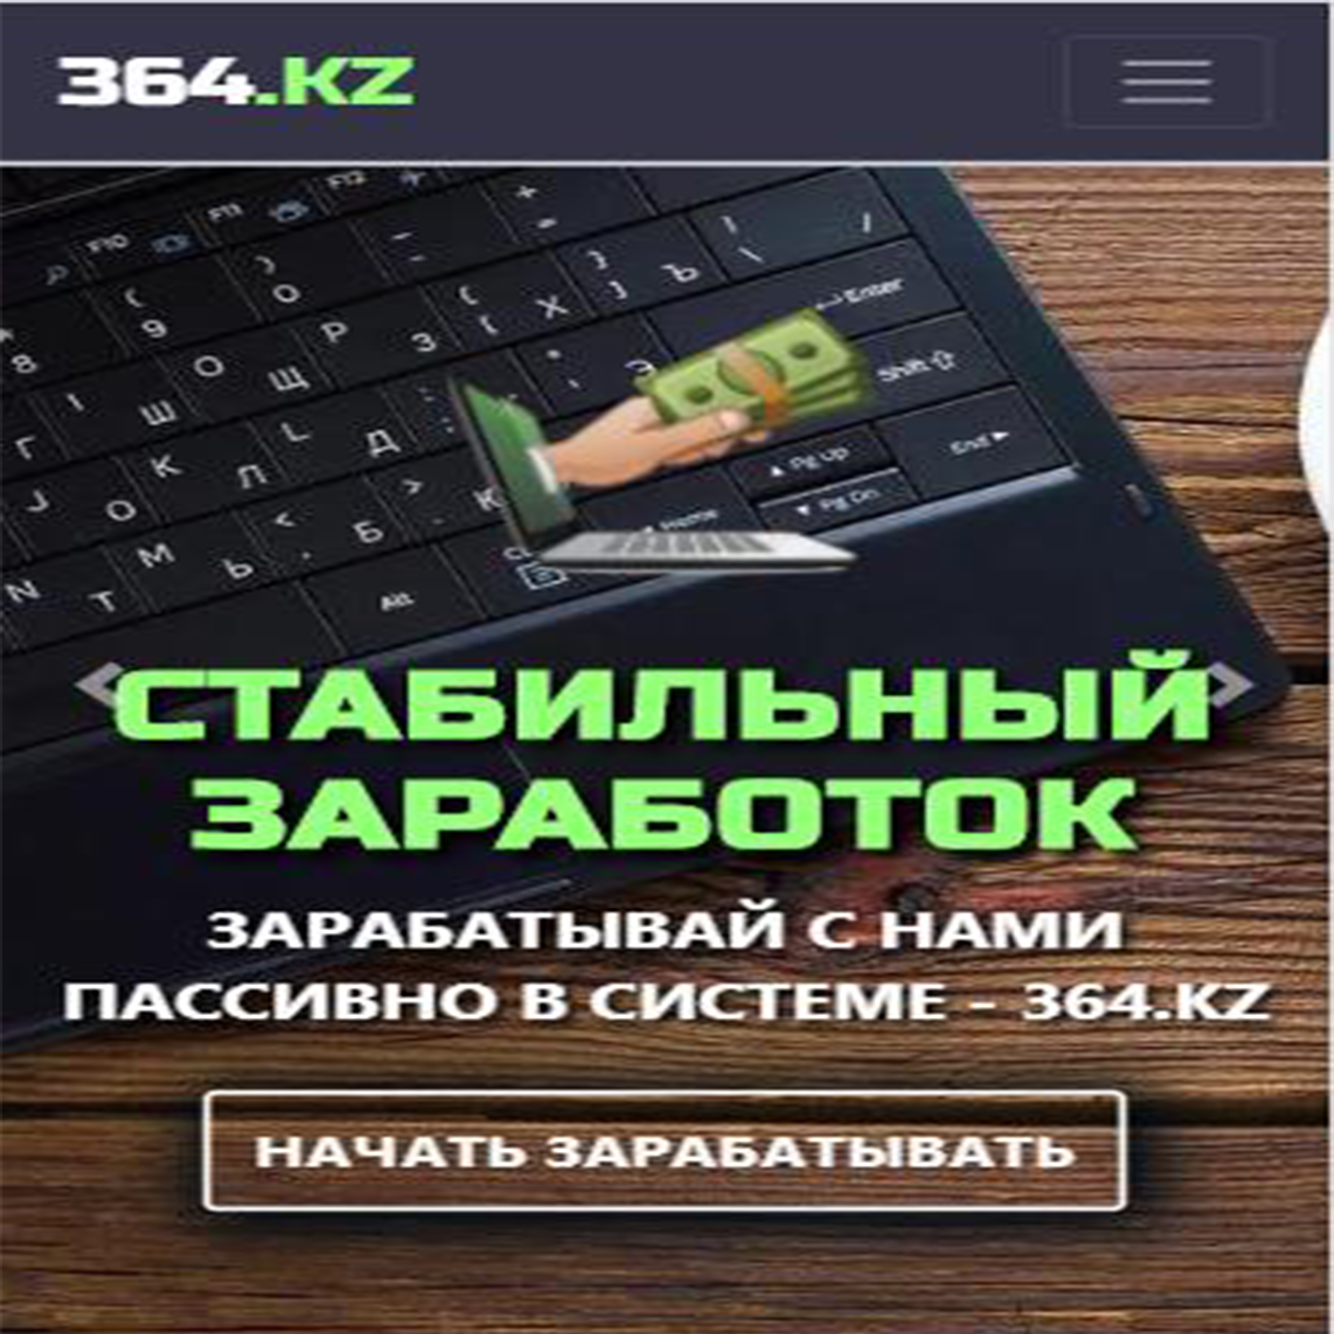 364.KZ
СТАБИЛЬНЫЙ
ЗАРАБОТОК
ЗАРАБАТЫВАЙ С НАМИ
ПАССИВНО В СИСТЕМЕ - 364.KZ
НАЧАТЬ ЗАРАБАТЫВАТЬ